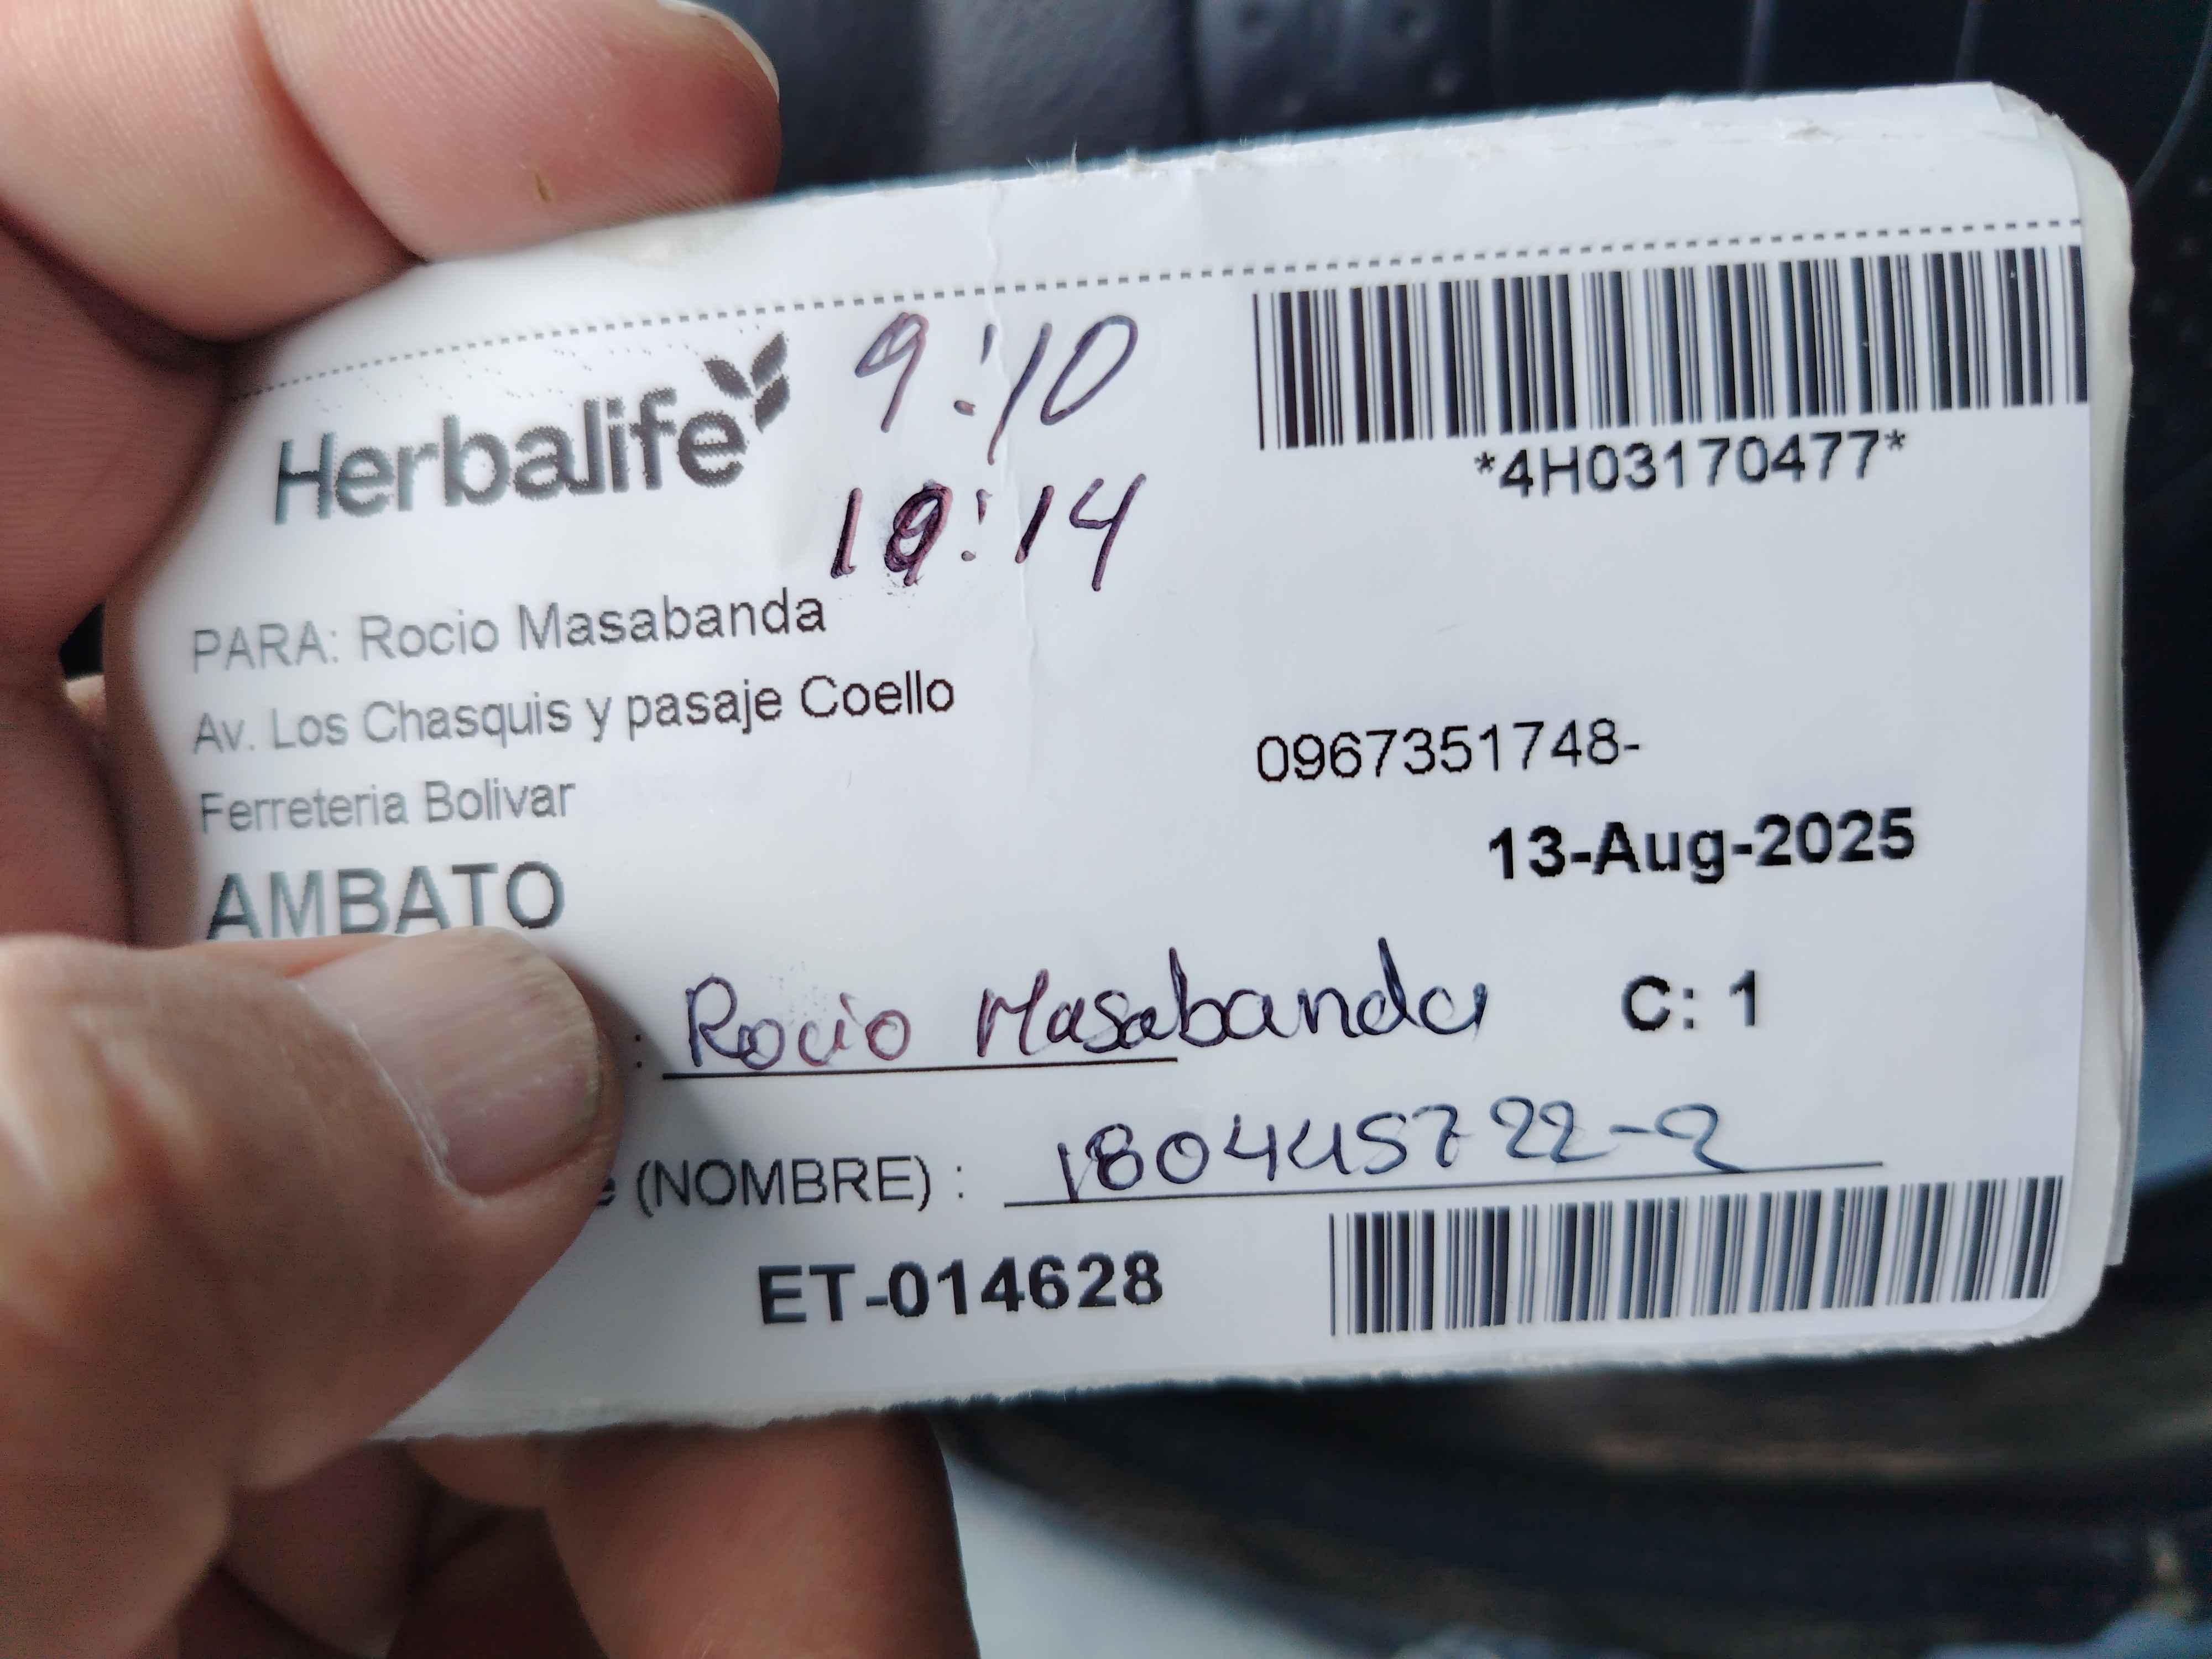 Herbalife
9:10
10:14
*4H03170477*
PARA: Rocio Masabanda
Av. Los Chasquis y pasaje Coello
0967351748-
Ferreteria Bolivar
13-Aug-2025
AMBATO
: Rocio Masabanda C: 1
(NOMBRE) : 180445722-2
ET-014628